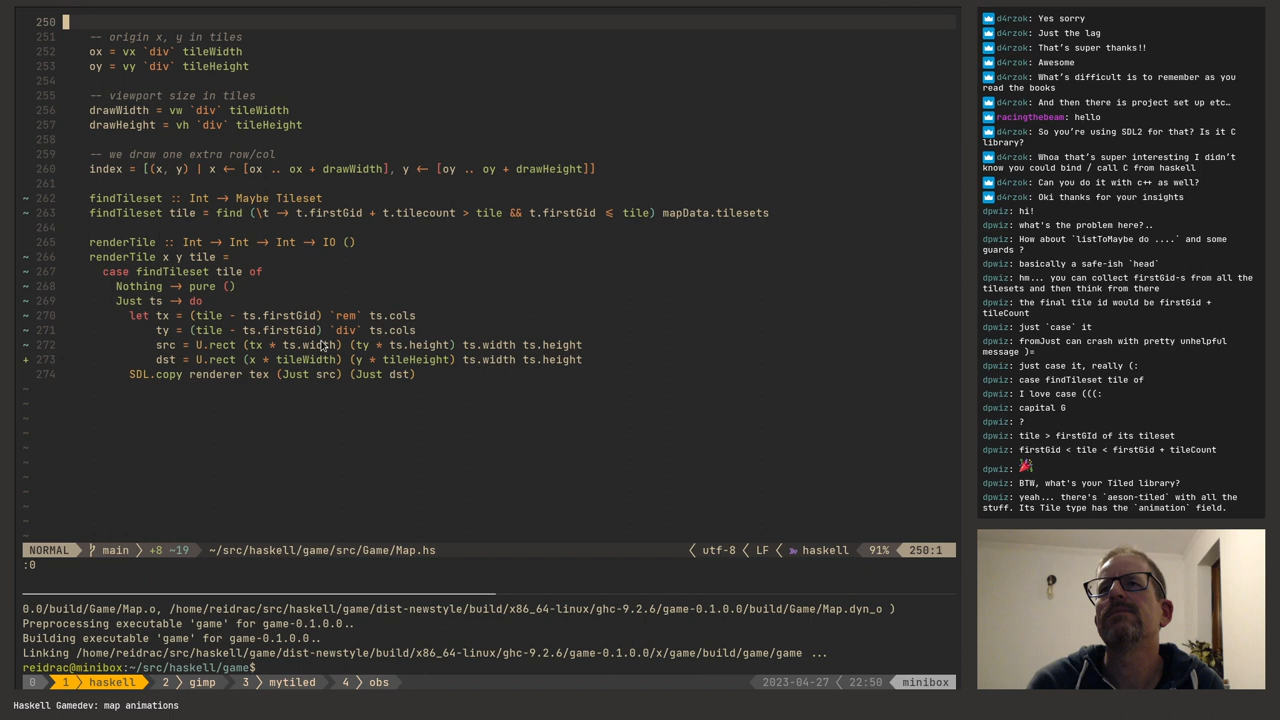 250
251 -- origin x, y in tiles
252 ox = vx `div` tileWidth
253 oy = vy `div` tileHeight
254
255 -- viewport size in tiles
256 drawWidth = vw `div` tileWidth
257 drawHeight = vh `div` tileHeight
258
259 -- we draw one extra row/col
260 index = [(x, y) | x <- [ox .. ox + drawWidth], y <- [oy .. oy + drawHeight]]
261
~ 262 findTileset :: Int -> Maybe Tileset
~ 263 findTileset tile = find (\t -> t.firstGid + t.tilecount > tile && t.firstGid <= tile) mapData.tilesets
264
265 renderTile :: Int -> Int -> Int -> IO ()
~ 266 renderTile x y tile =
~ 267 case findTileset tile of
~ 268 Nothing -> pure ()
~ 269 Just ts -> do
~ 270 let tx = (tile - ts.firstGid) `rem` ts.cols
~ 271 ty = (tile - ts.firstGid) `div` ts.cols
~ 272 src = U.rect (tx * ts.width) (ty * ts.height) ts.width ts.height
+ 273 dst = U.rect (x * tileWidth) (y * tileHeight) ts.width ts.height
274 SDL.copy renderer tex (Just src) (Just dst)
~
~
~
~
~
~
~
~
~
~
~
NORMAL main +8 ~19 ~/src/haskell/game/src/Game/Map.hs utf-8 LF haskell 91% 250:1
:0
0.0/build/Game/Map.o, /home/reidrac/src/haskell/game/dist-newstyle/build/x86_64-linux/ghc-9.2.6/game-0.1.0.0/build/Game/Map.dyn_o )
Preprocessing executable 'game' for game-0.1.0.0..
Building executable 'game' for game-0.1.0.0..
Linking /home/reidrac/src/haskell/game/dist-newstyle/build/x86_64-linux/ghc-9.2.6/game-0.1.0.0/x/game/build/game/game ...
reidrac@minibox:~/src/haskell/game$
0 1 haskell 2 gimp 3 mytiled 4 obs 2023-04-27 22:50 minibox
Haskell Gamedev: map animations
d4rzok: Yes sorry
d4rzok: Just the lag
d4rzok: That's super thanks!!
d4rzok: Awesome
d4rzok: What's difficult is to remember as you
read the books
d4rzok: And then there is project set up etc…
racingthebeam: hello
d4rzok: So you're using SDL2 for that? Is it C
library?
d4rzok: Whoa that's super interesting I didn't
know you could bind / call C from haskell
d4rzok: Can you do it with c++ as well?
d4rzok: Oki thanks for your insights
dpwiz: hi!
dpwiz: what's the problem here?..
dpwiz: How about `listToMaybe do ....` and some
guards ?
dpwiz: basically a safe-ish `head`
dpwiz: hm... you can collect firstGid-s from all the
tilesets and then think from there
dpwiz: the final tile id would be firstGid +
tileCount
dpwiz: just `case` it
dpwiz: fromJust can crash with pretty unhelpful
message )=
dpwiz: just case it, really (:
dpwiz: case findTileset tile of
dpwiz: I love case (((:
dpwiz: capital G
dpwiz: ?
dpwiz: tile > firstGId of its tileset
dpwiz: firstGid < tile < firstGid + tileCount
dpwiz: 🎉
dpwiz: BTW, what's your Tiled library?
dpwiz: yeah... there's `aeson-tiled` with all the
stuff. Its Tile type has the `animation` field.